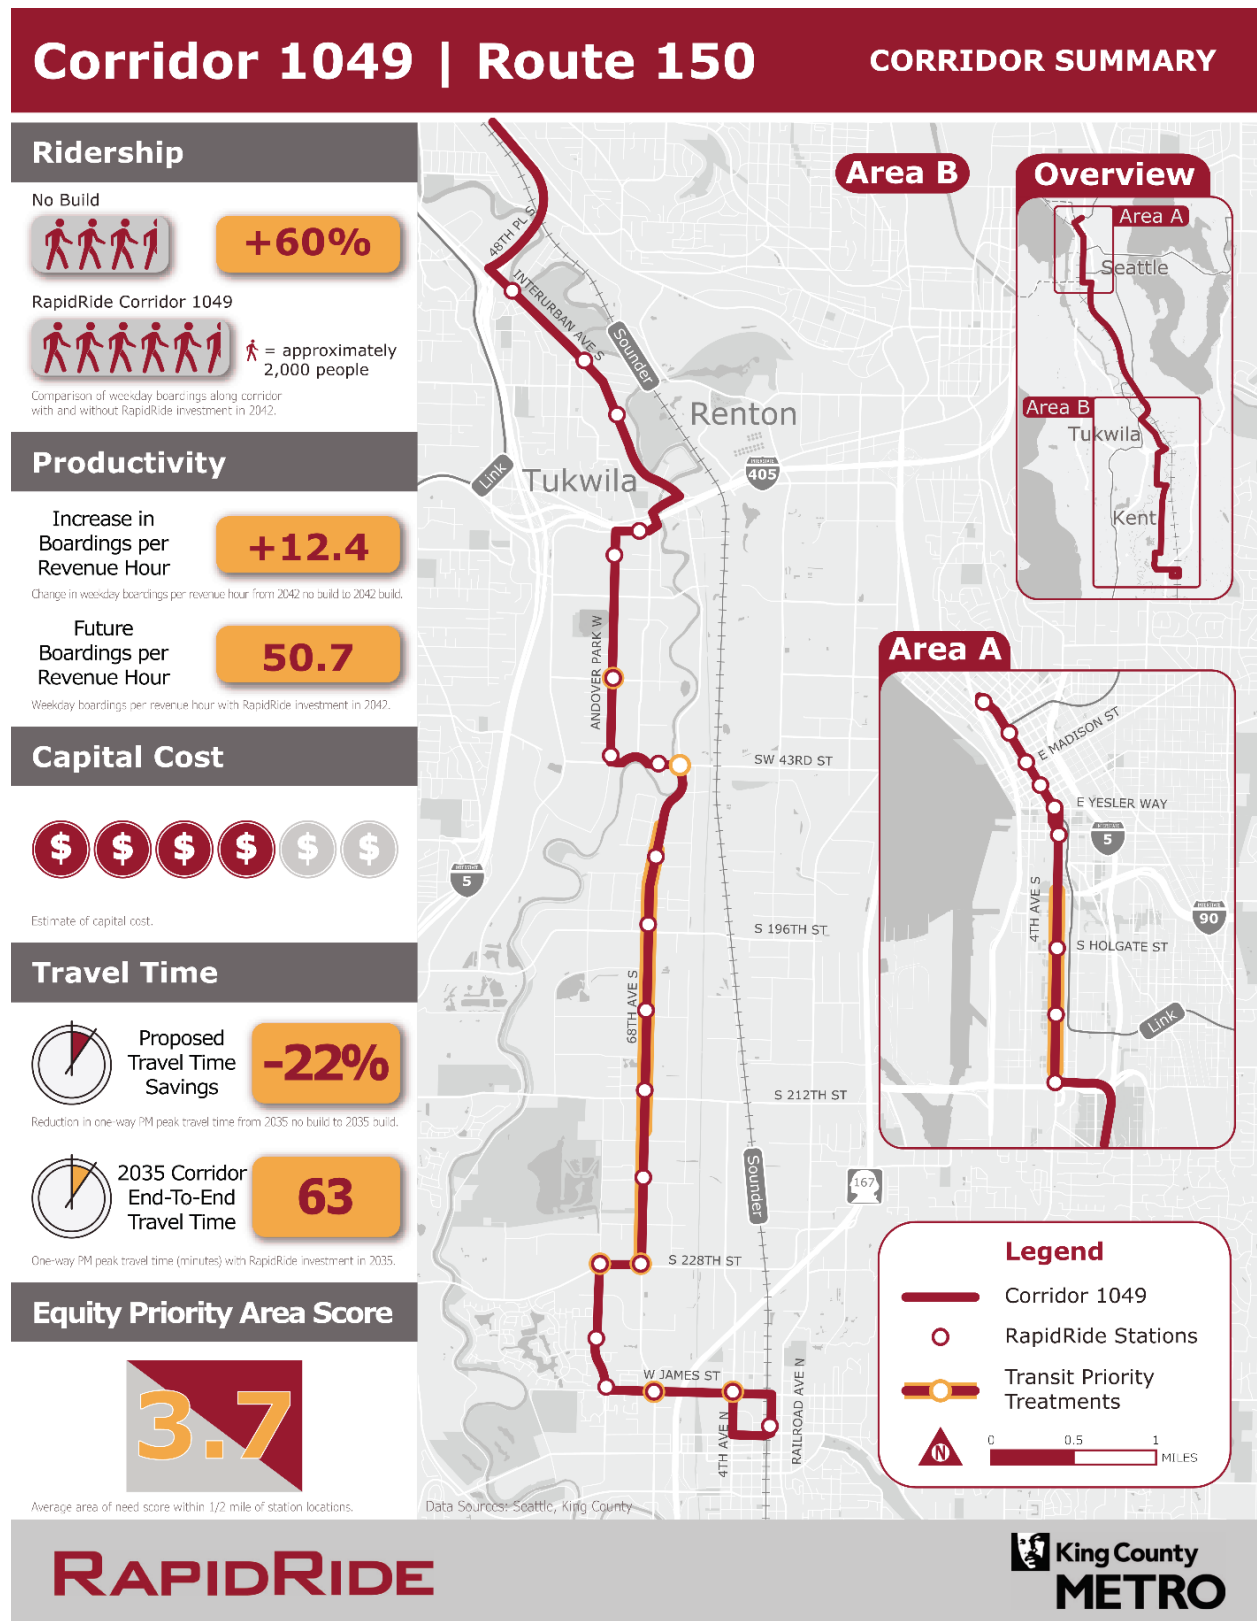 Corridor 1049 | Route 150
CORRIDOR SUMMARY
Ridership
No Build
+60%
RapidRide Corridor 1049
= approximately
2,000 people
Comparison of weekday boardings along corridor
with and without RapidRide investment in 2042.
Productivity
Increase in
Boardings per
Revenue Hour
+12.4
Change in weekday boardings per revenue hour from 2042 no build to 2042 build.
Future
Boardings per
Revenue Hour
50.7
Weekday boardings per revenue hour with RapidRide investment in 2042.
Capital Cost
$ $ $ $ $ $
Estimate of capital cost.
Travel Time
Proposed
Travel Time
Savings
-22%
Reduction in one-way PM peak travel time from 2035 no build to 2035 build.
2035 Corridor
End-To-End
Travel Time
63
One-way PM peak travel time (minutes) with RapidRide investment in 2035.
Equity Priority Area Score
3.7
Average area of need score within 1/2 mile of station locations.
Area B
48TH PL S
INTERURBAN AVE S
Sounder
Renton
Link
Tukwila
405
ANDOVER PARK W
SW 43RD ST
5
S 196TH ST
68TH AVE S
S 212TH ST
Sounder
167
S 228TH ST
W JAMES ST
4TH AVE N
RAILROAD AVE N
Data Sources: Seattle, King County
Overview
Area A
Seattle
Area B
Tukwila
Kent
Area A
E MADISON ST
E YESLER WAY
5
4TH AVE S
90
S HOLGATE ST
Link
Legend
Corridor 1049
RapidRide Stations
Transit Priority
Treatments
N
0 0.5 1
MILES
RAPIDRIDE
King County
METRO